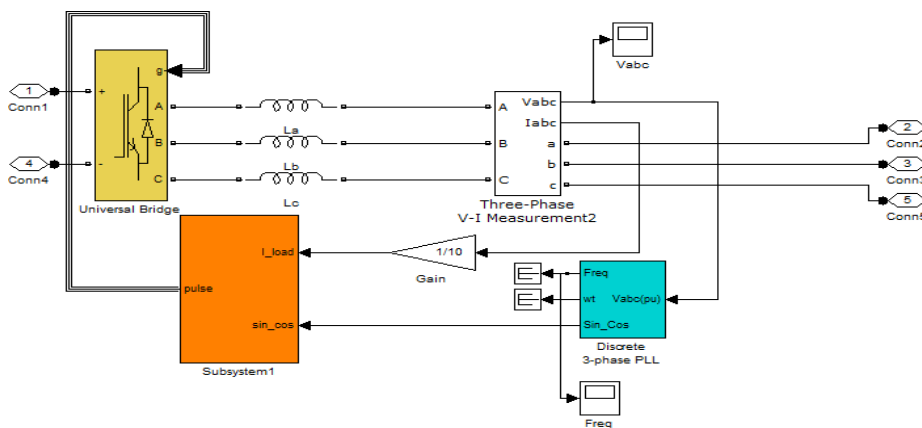 Vabc
g
1
Conn1
+
A
La
A
Vabc
Iabc
2
Conn2
B
Lb
B
a
b
3
Conn3
4
Conn4
-
C
Lc
C
c
5
Conn5
Universal Bridge
Three-Phase
V-I Measurement2
I_load
1/10
Gain
pulse
sin_cos
Subsystem1
Freq
wt
Vabc(pu)
Sin_Cos
Discrete
3-phase PLL
Freq